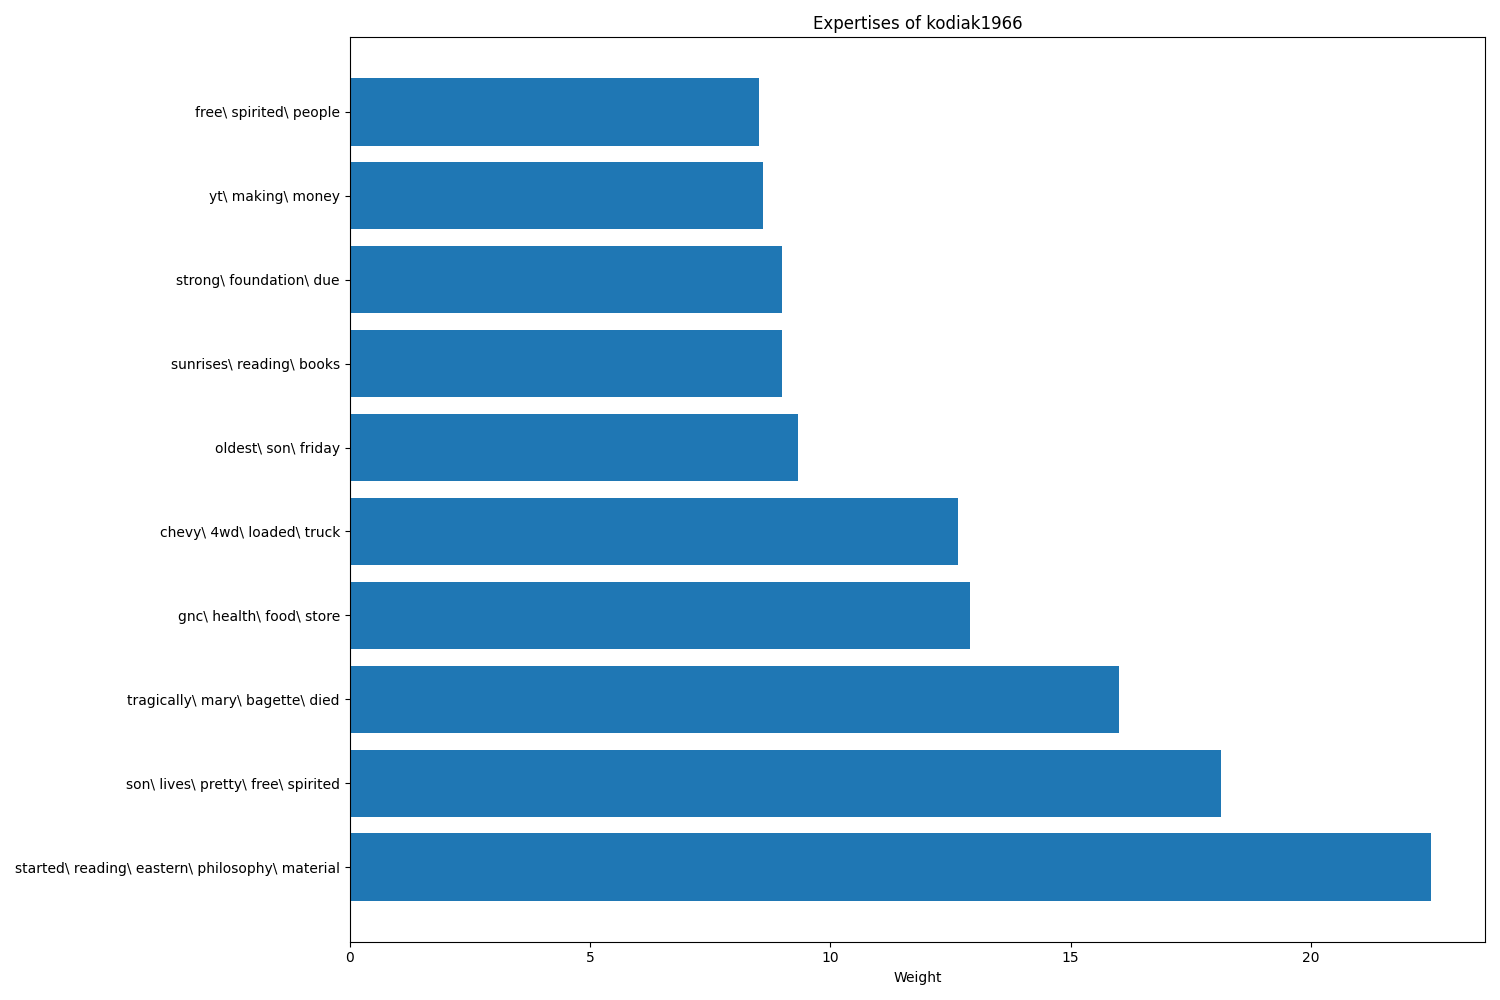 Expertises of kodiak1966
free\ spirited\ people
yt\ making\ money
strong\ foundation\ due
sunrises\ reading\ books
oldest\ son\ friday
chevy\ 4wd\ loaded\ truck
gnc\ health\ food\ store
tragically\ mary\ bagette\ died
son\ lives\ pretty\ free\ spirited
started\ reading\ eastern\ philosophy\ material
0 5 10 15 20
Weight